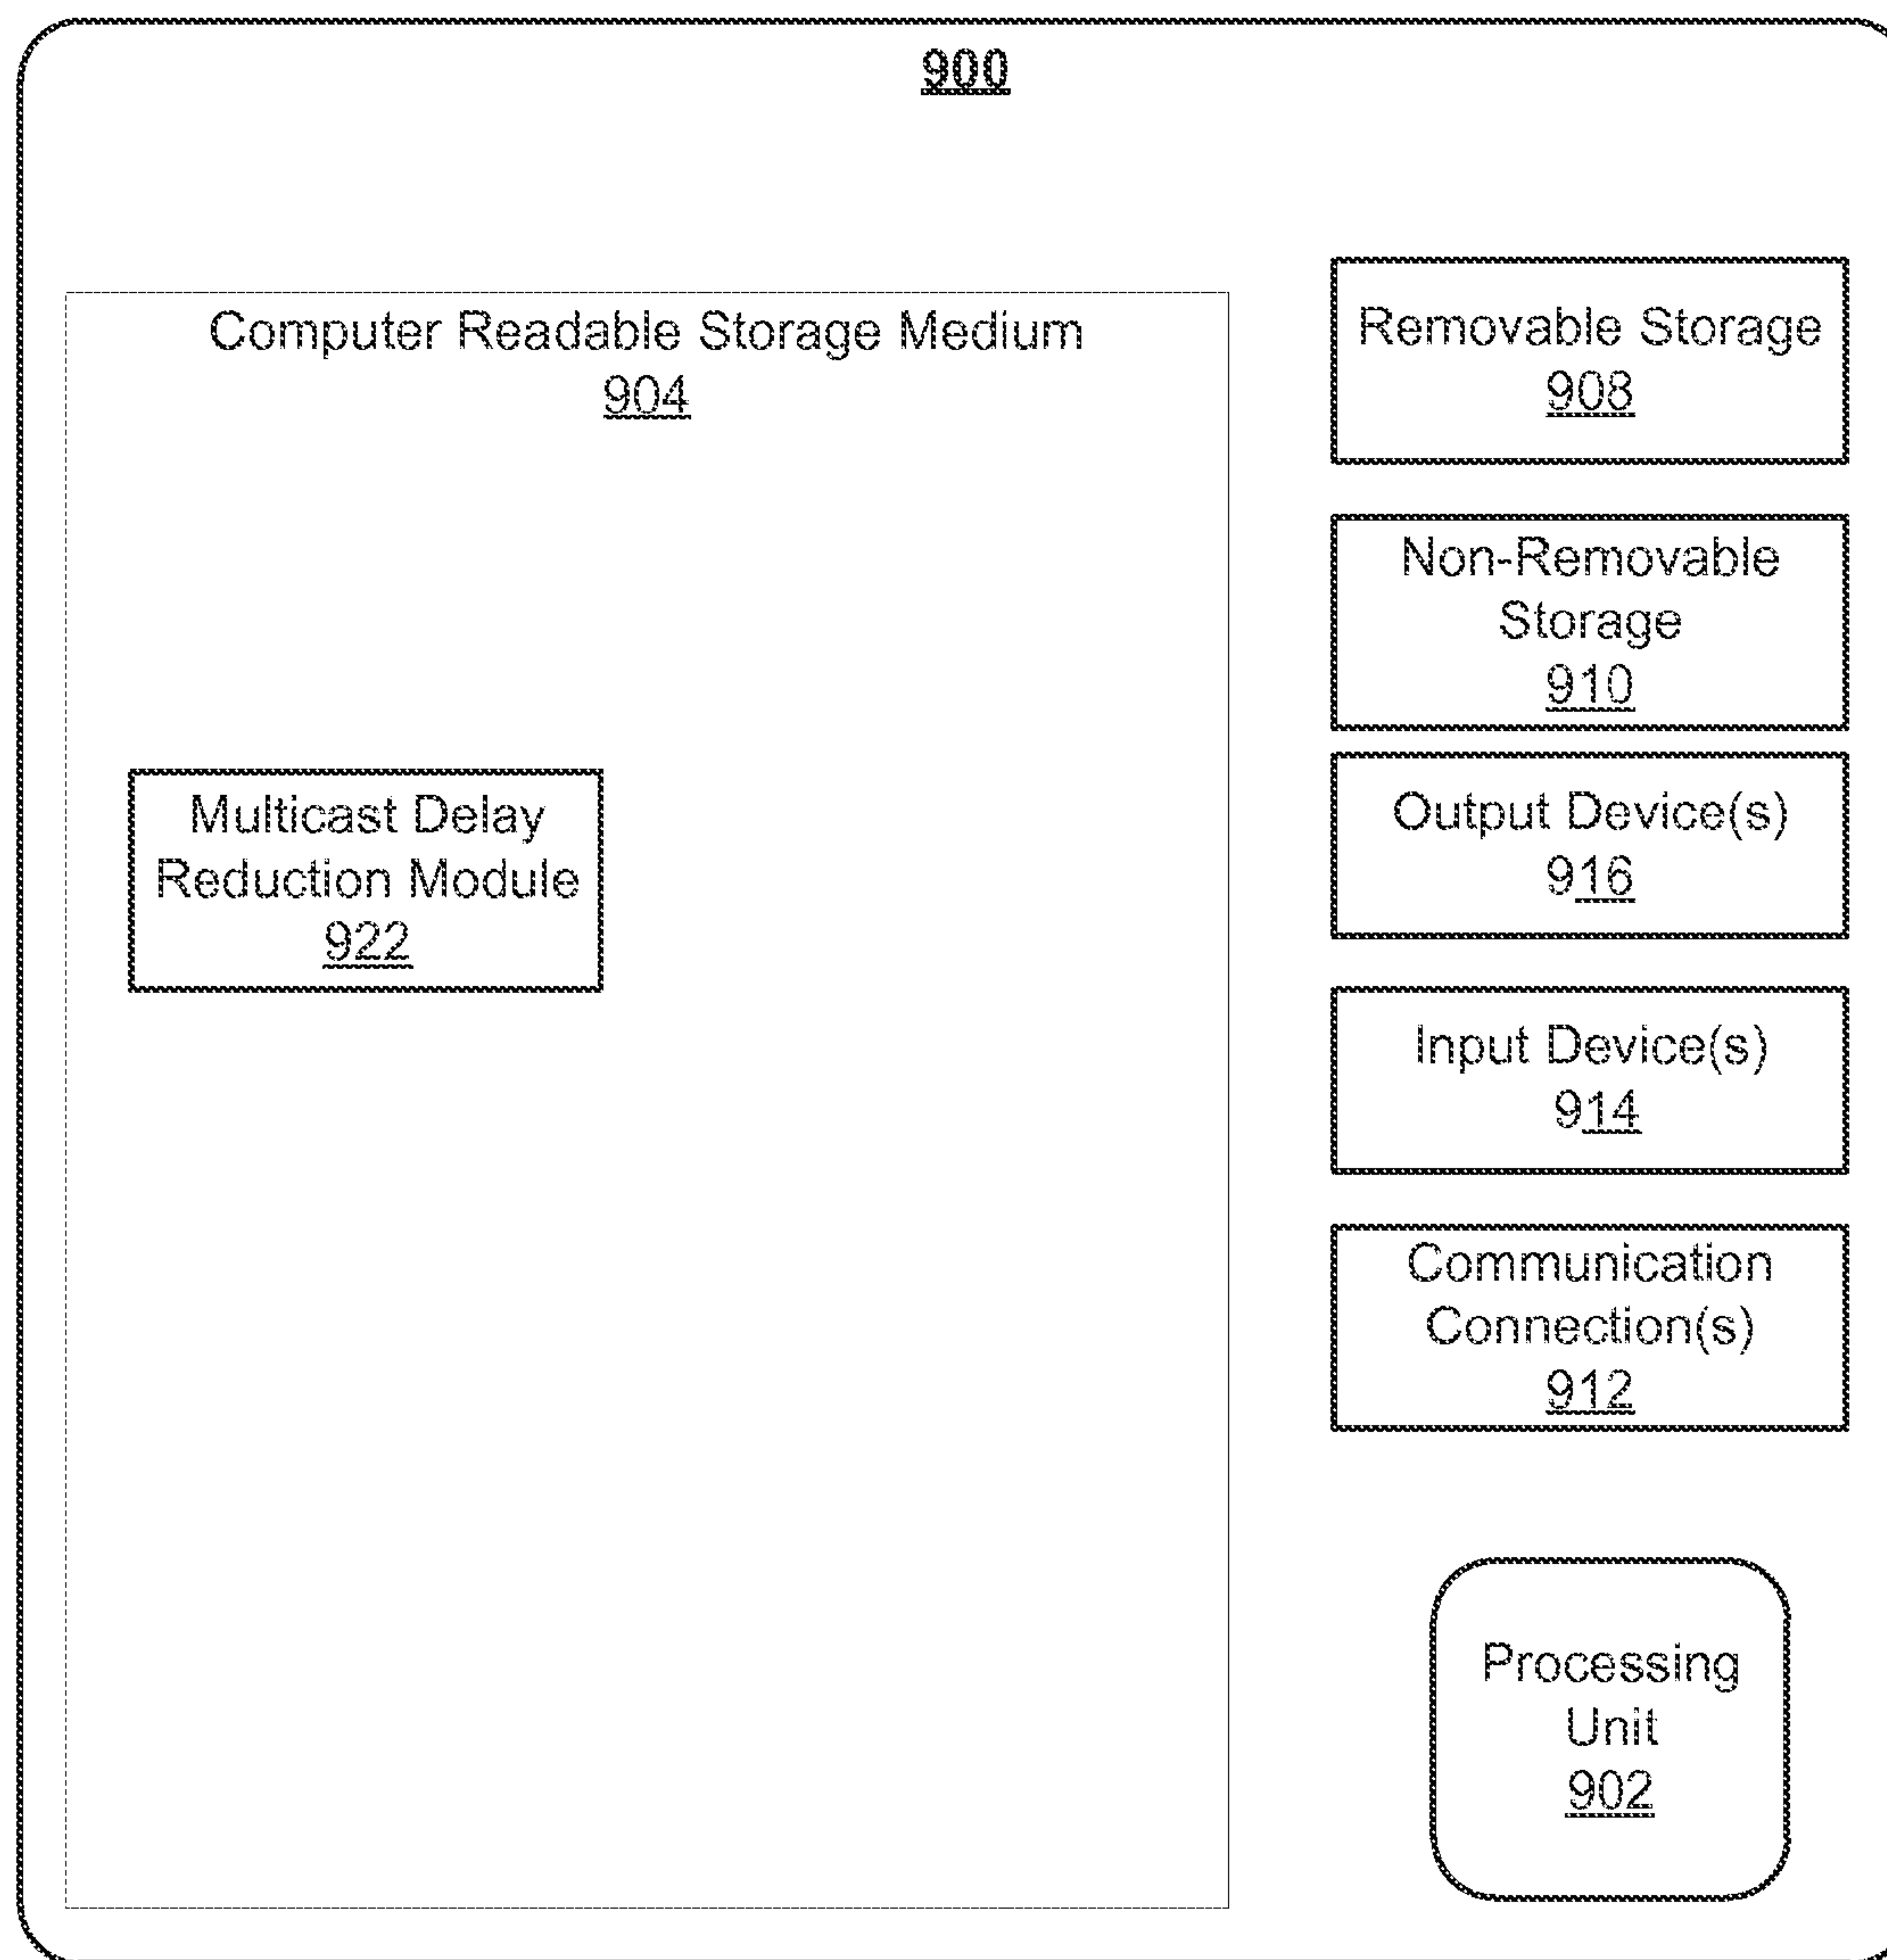 900
Computer Readable Storage Medium
904
Multicast Delay
Reduction Module
922
Removable Storage
908
Non-Removable
Storage
910
Output Device(s)
916
Input Device(s)
914
Communication
Connection(s)
912
Processing
Unit
902